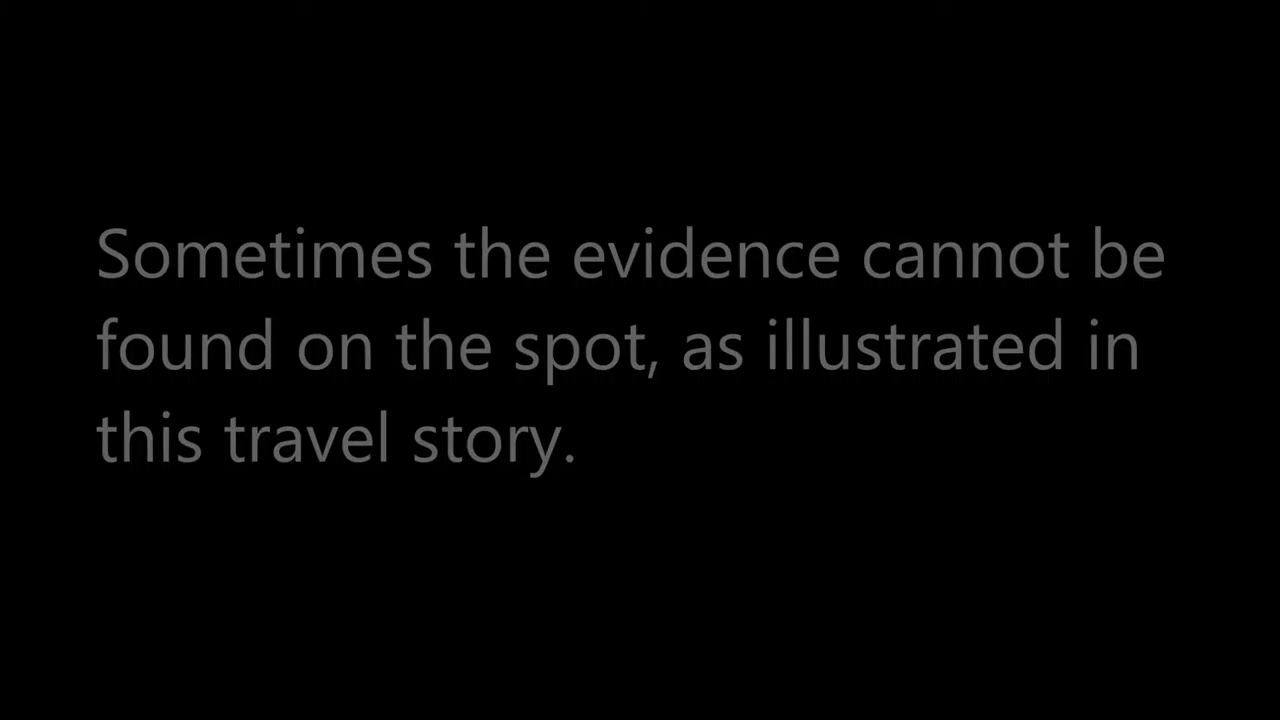 Sometimes the evidence cannot be
found on the spot, as illustrated in
this travel story.